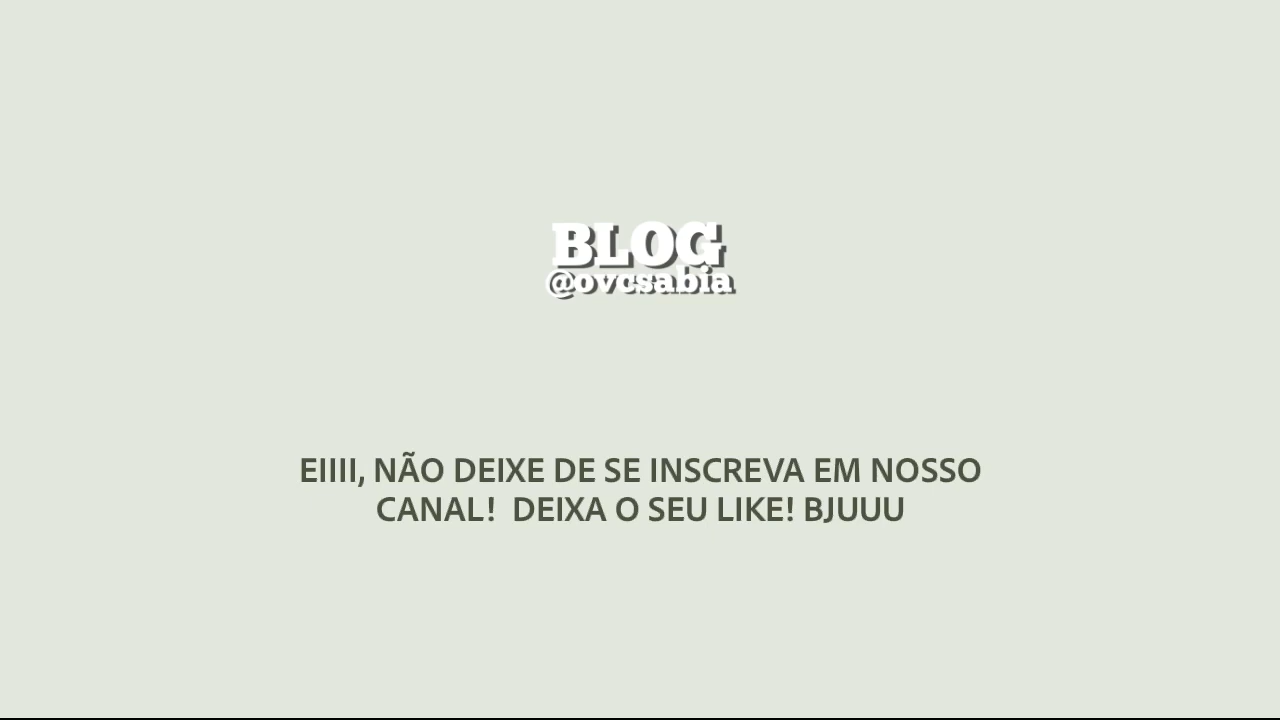 BLOG
@ovcsabia
EIIII, NÃO DEIXE DE SE INSCREVA EM NOSSO
CANAL!  DEIXA O SEU LIKE! BJUUU